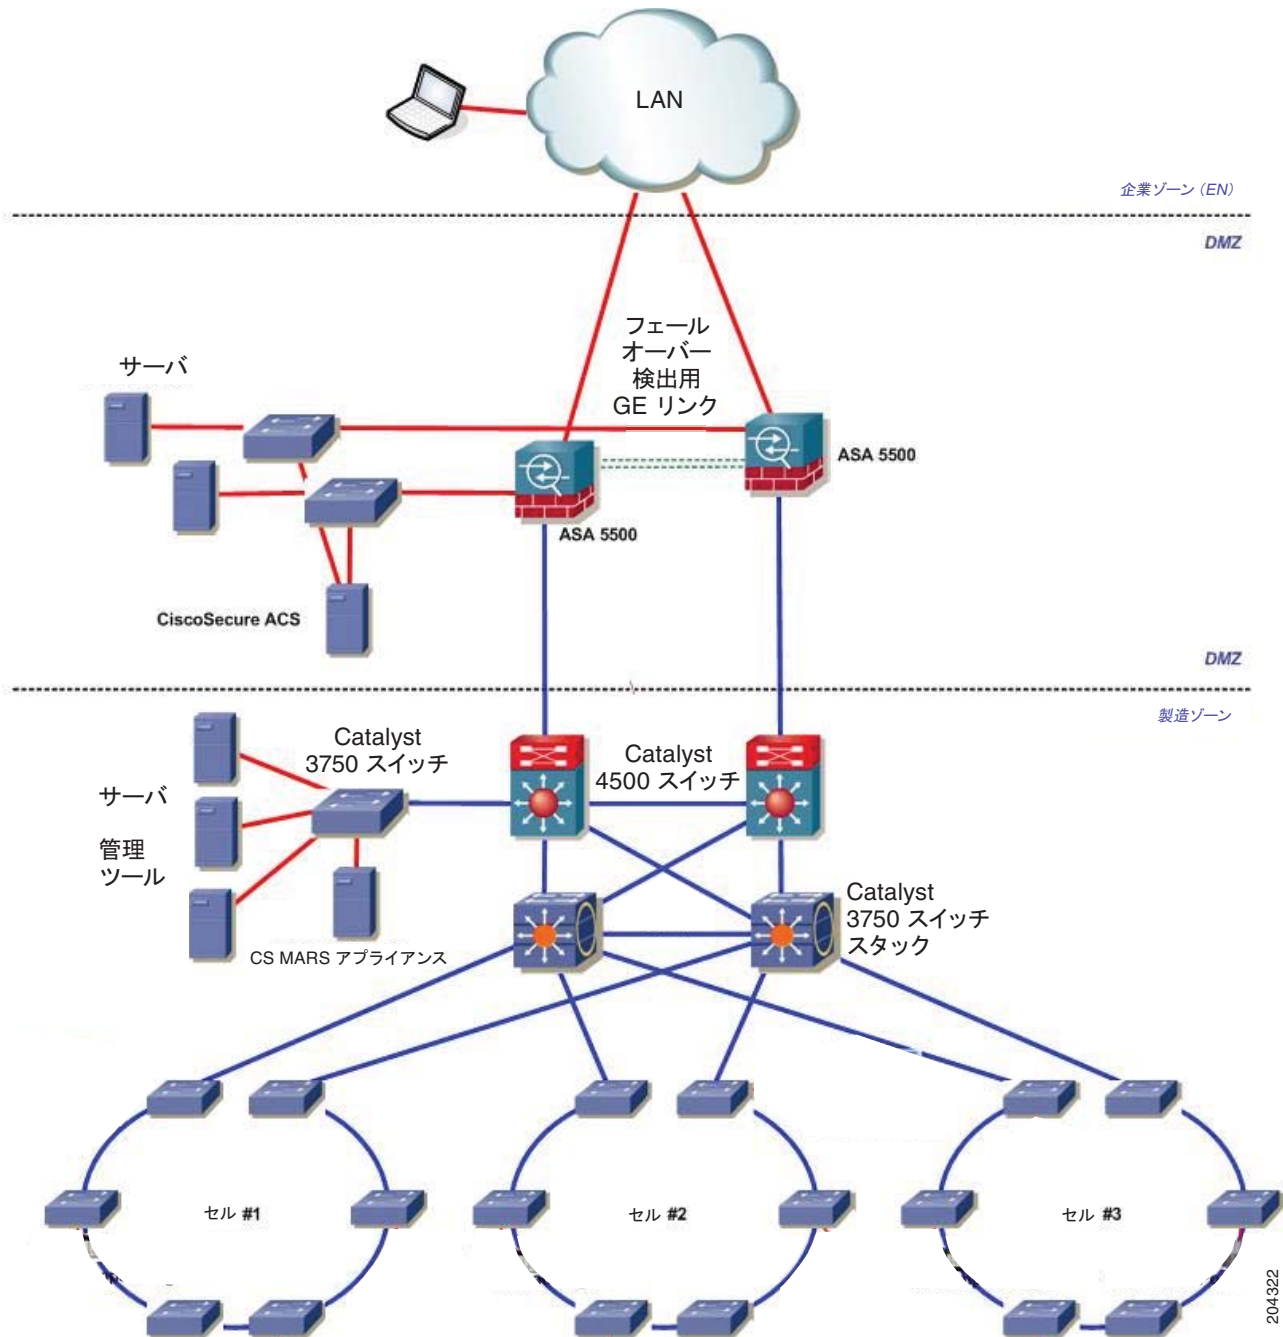 LAN
企業ゾーン (EN)
DMZ
フェール
オーバー
検出用
GE リンク
サーバ
ASA 5500
ASA 5500
CiscoSecure ACS
DMZ
製造ゾーン
Catalyst
3750 スイッチ
Catalyst
4500 スイッチ
サーバ
管理
ツール
Catalyst
3750 スイッチ
スタック
CS MARS アプライアンス
セル #1
セル #2
セル #3
204322